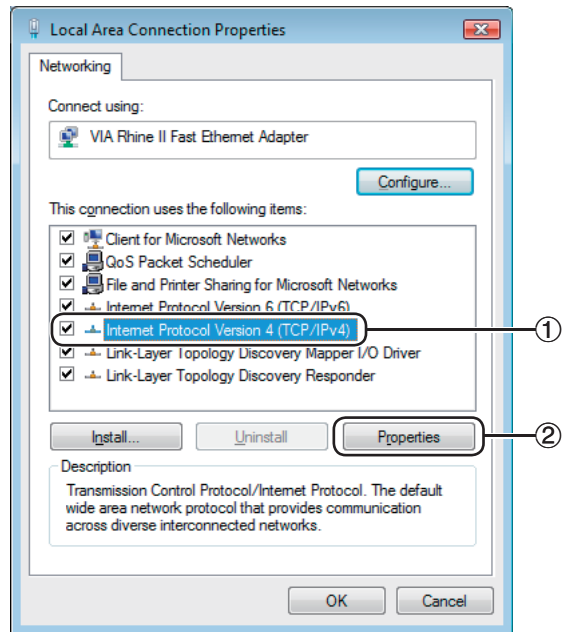 Local Area Connection Properties
Networking
Connect using:
VIA Rhine II Fast Ethernet Adapter
Configure...
This connection uses the following items:
Client for Microsoft Networks
QoS Packet Scheduler
File and Printer Sharing for Microsoft Networks
Internet Protocol Version 6 (TCP/IPv6)
Internet Protocol Version 4 (TCP/IPv4)
①
Link-Layer Topology Discovery Mapper I/O Driver
Link-Layer Topology Discovery Responder
Install...
Uninstall
Properties
②
Description
Transmission Control Protocol/Internet Protocol. The default
wide area network protocol that provides communication
across diverse interconnected networks.
OK
Cancel